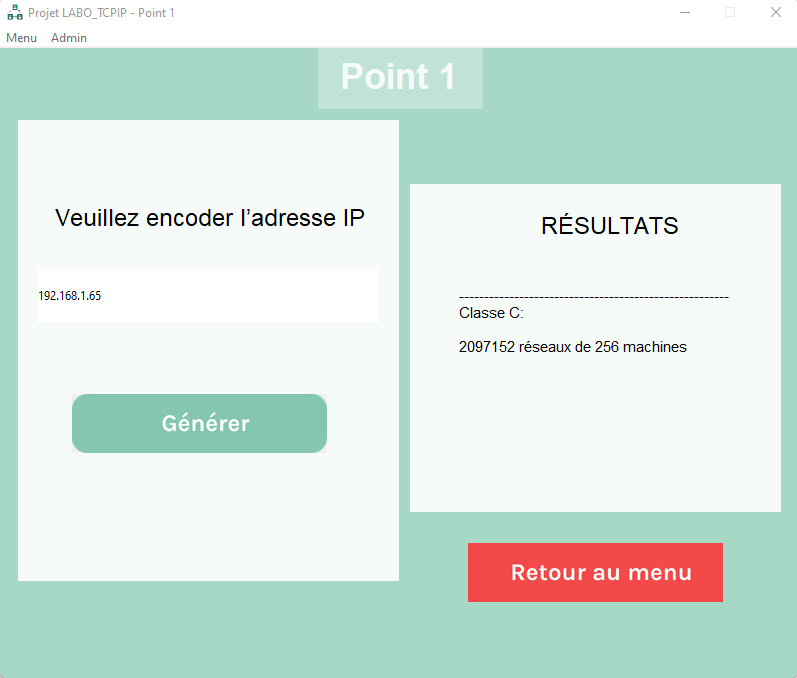 Projet LABO_TCPIP - Point 1
Menu Admin
Point 1
Veuillez encoder l’adresse IP
192.168.1.65
Générer
RÉSULTATS
------------------------------------------------------
Classe C:
2097152 réseaux de 256 machines
Retour au menu